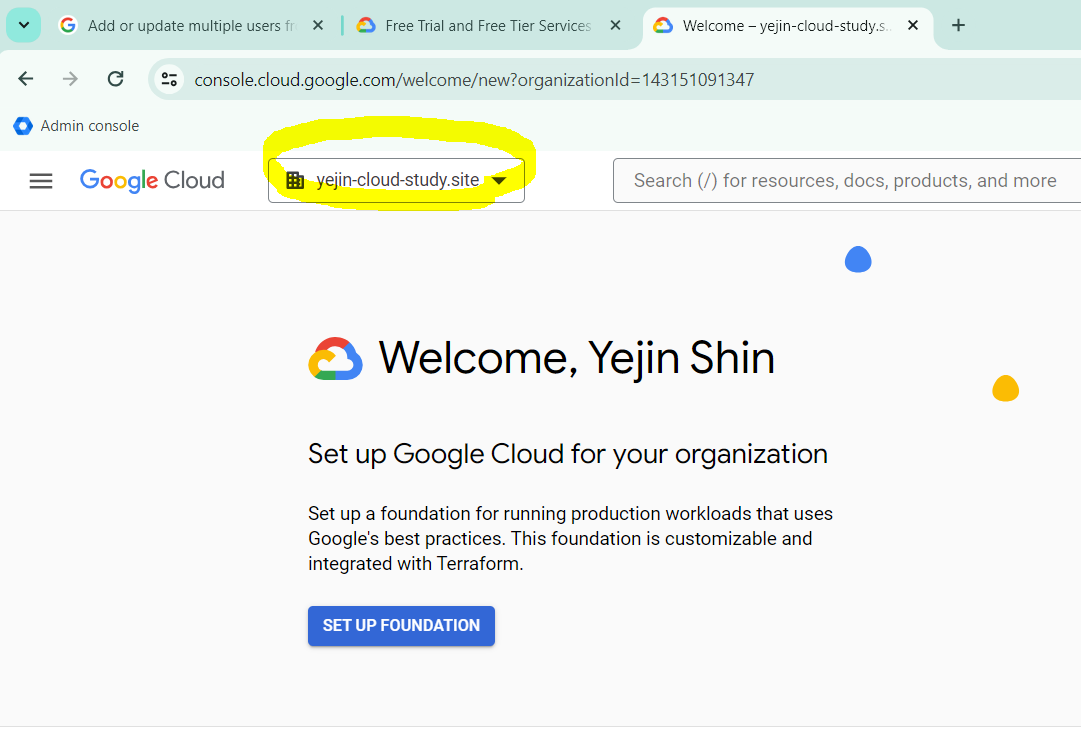 Add or update multiple users fr
Free Trial and Free Tier Services
Welcome – yejin-cloud-study.s..
console.cloud.google.com/welcome/new?organizationId=143151091347
Admin console
Google Cloud
yejin-cloud-study.site
Search (/) for resources, docs, products, and more
Welcome, Yejin Shin
Set up Google Cloud for your organization
Set up a foundation for running production workloads that uses
Google's best practices. This foundation is customizable and
integrated with Terraform.
SET UP FOUNDATION